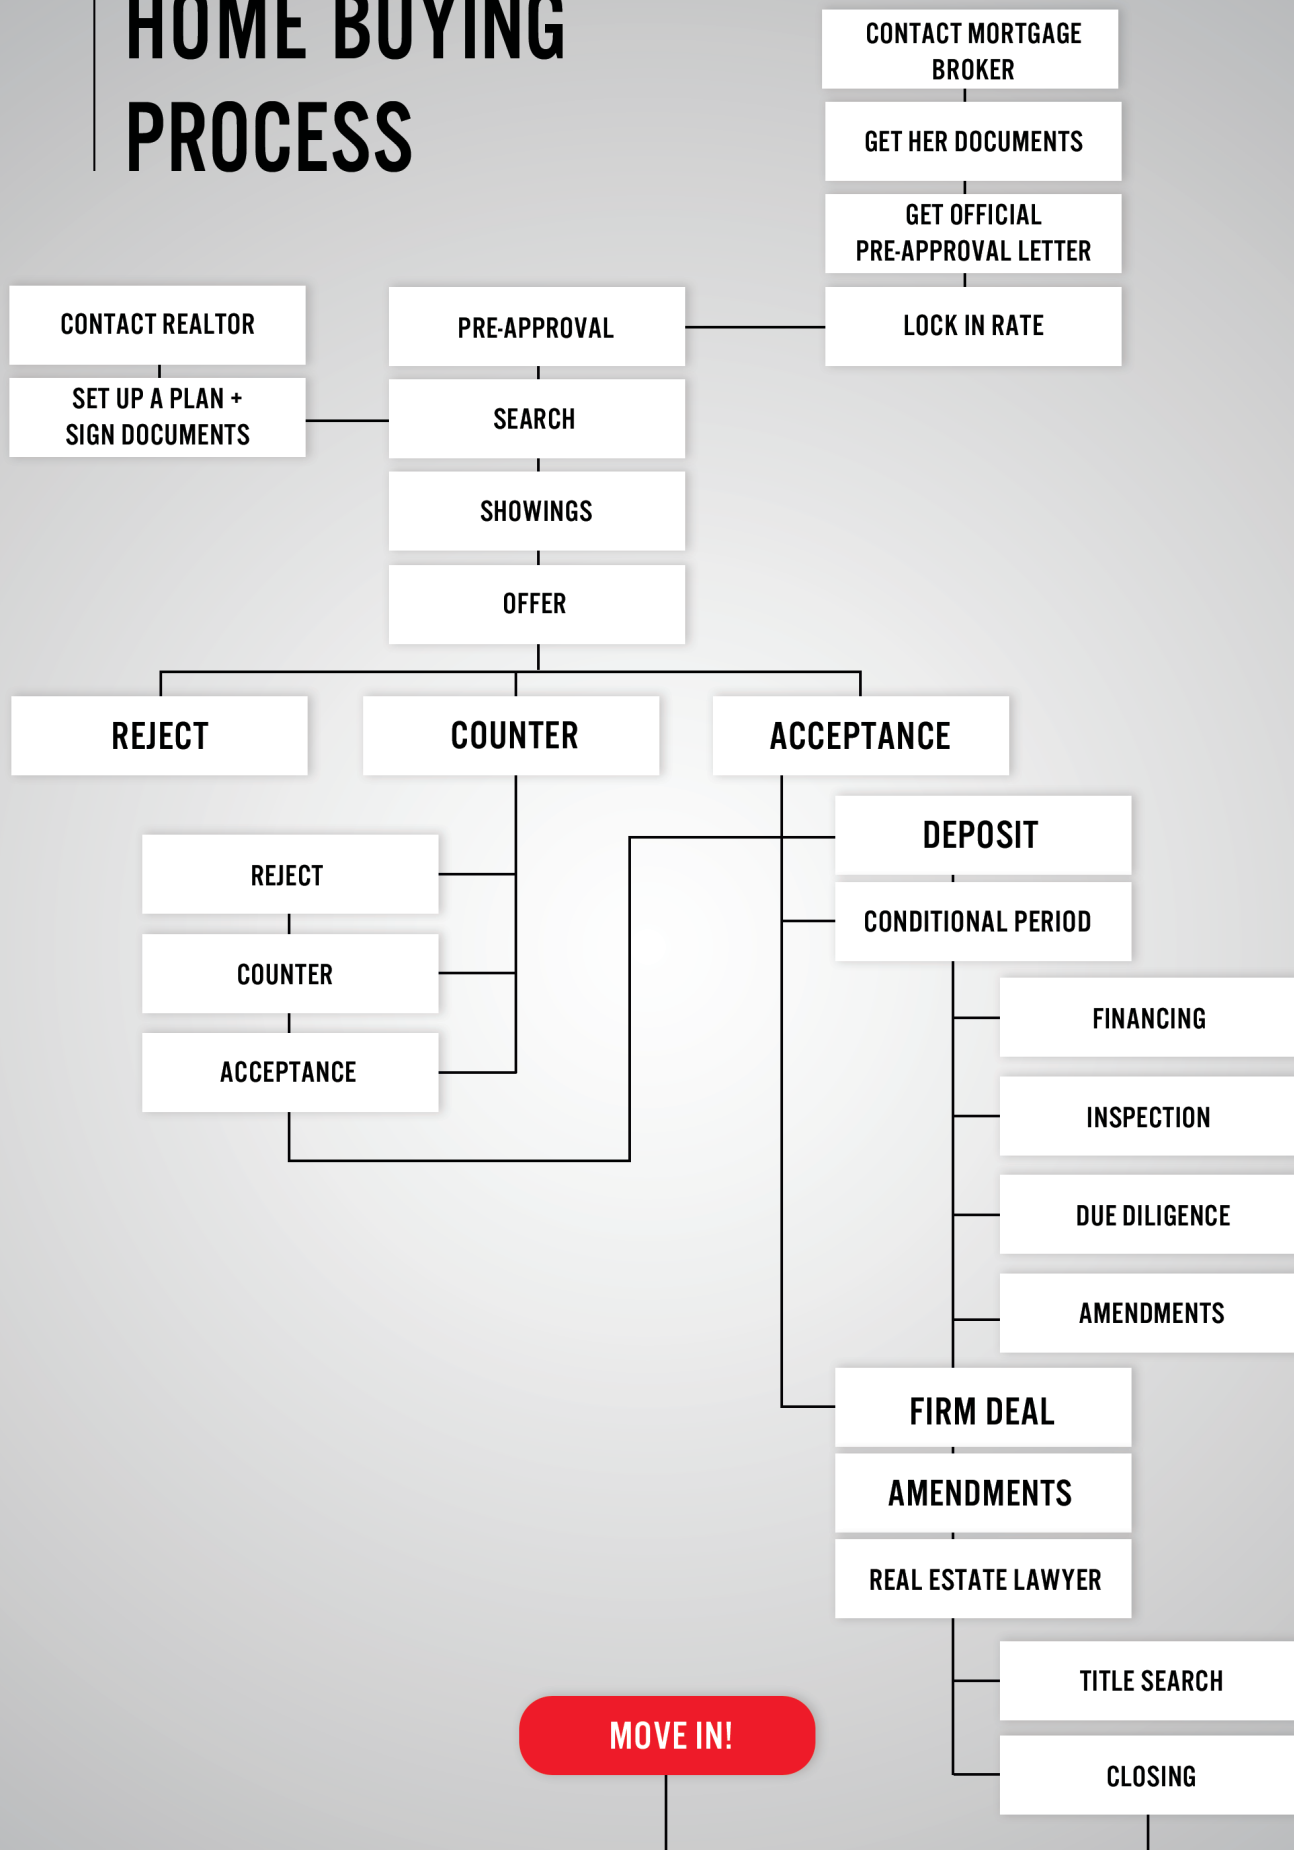 HOME BUYING
PROCESS
CONTACT MORTGAGE
BROKER
GET HER DOCUMENTS
GET OFFICIAL
PRE-APPROVAL LETTER
LOCK IN RATE
CONTACT REALTOR
SET UP A PLAN +
SIGN DOCUMENTS
PRE-APPROVAL
SEARCH
SHOWINGS
OFFER
REJECT
COUNTER
ACCEPTANCE
REJECT
COUNTER
ACCEPTANCE
DEPOSIT
CONDITIONAL PERIOD
FINANCING
INSPECTION
DUE DILIGENCE
AMENDMENTS
FIRM DEAL
AMENDMENTS
REAL ESTATE LAWYER
TITLE SEARCH
CLOSING
MOVE IN!